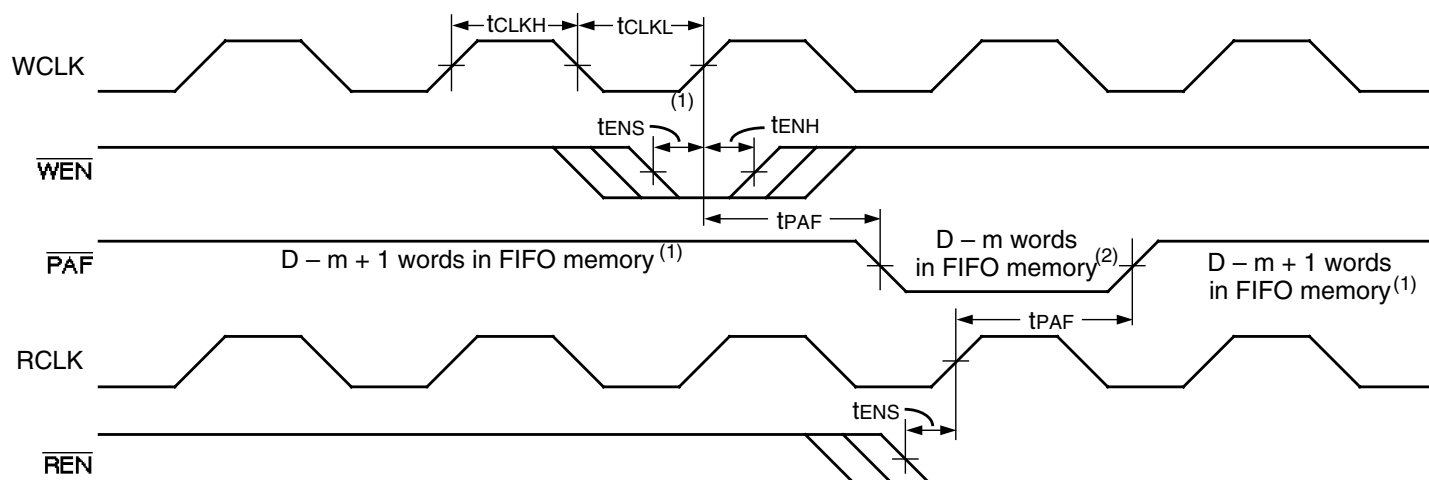 tCLKH
tCLKL
WCLK
(1)
tENS
tENH
WEN
tPAF
PAF
D – m + 1 words in FIFO memory (1)
D – m words
in FIFO memory(2)
D – m + 1 words
in FIFO memory(1)
tPAF
RCLK
tENS
REN